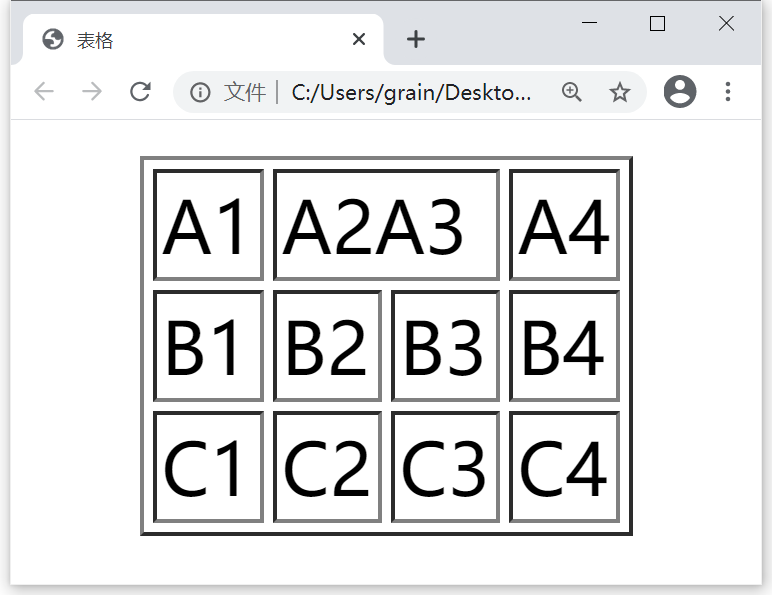 表格
文件 C:/Users/grain/Deskto...
A1 A2A3 A4
B1 B2 B3 B4
C1 C2 C3 C4